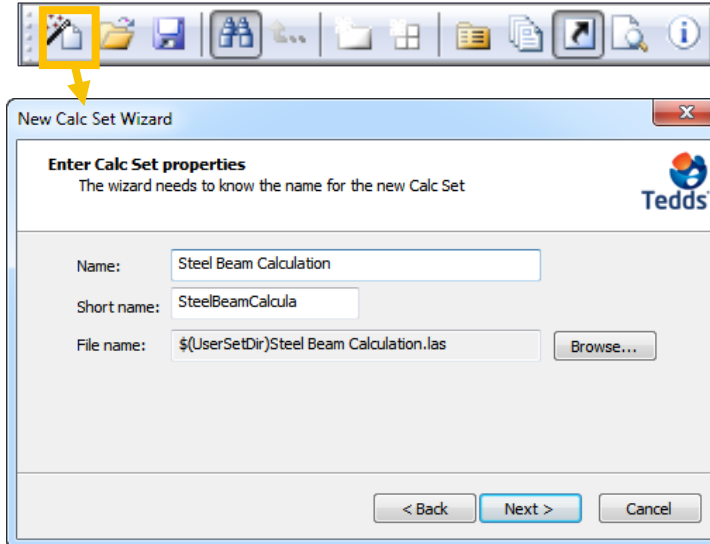 New Calc Set Wizard
Enter Calc Set properties
The wizard needs to know the name for the new Calc Set
Tedds
Name: Steel Beam Calculation
Short name: SteelBeamCalcula
File name: $(UserSetDir)Steel Beam Calculation.las Browse...
< Back Next > Cancel